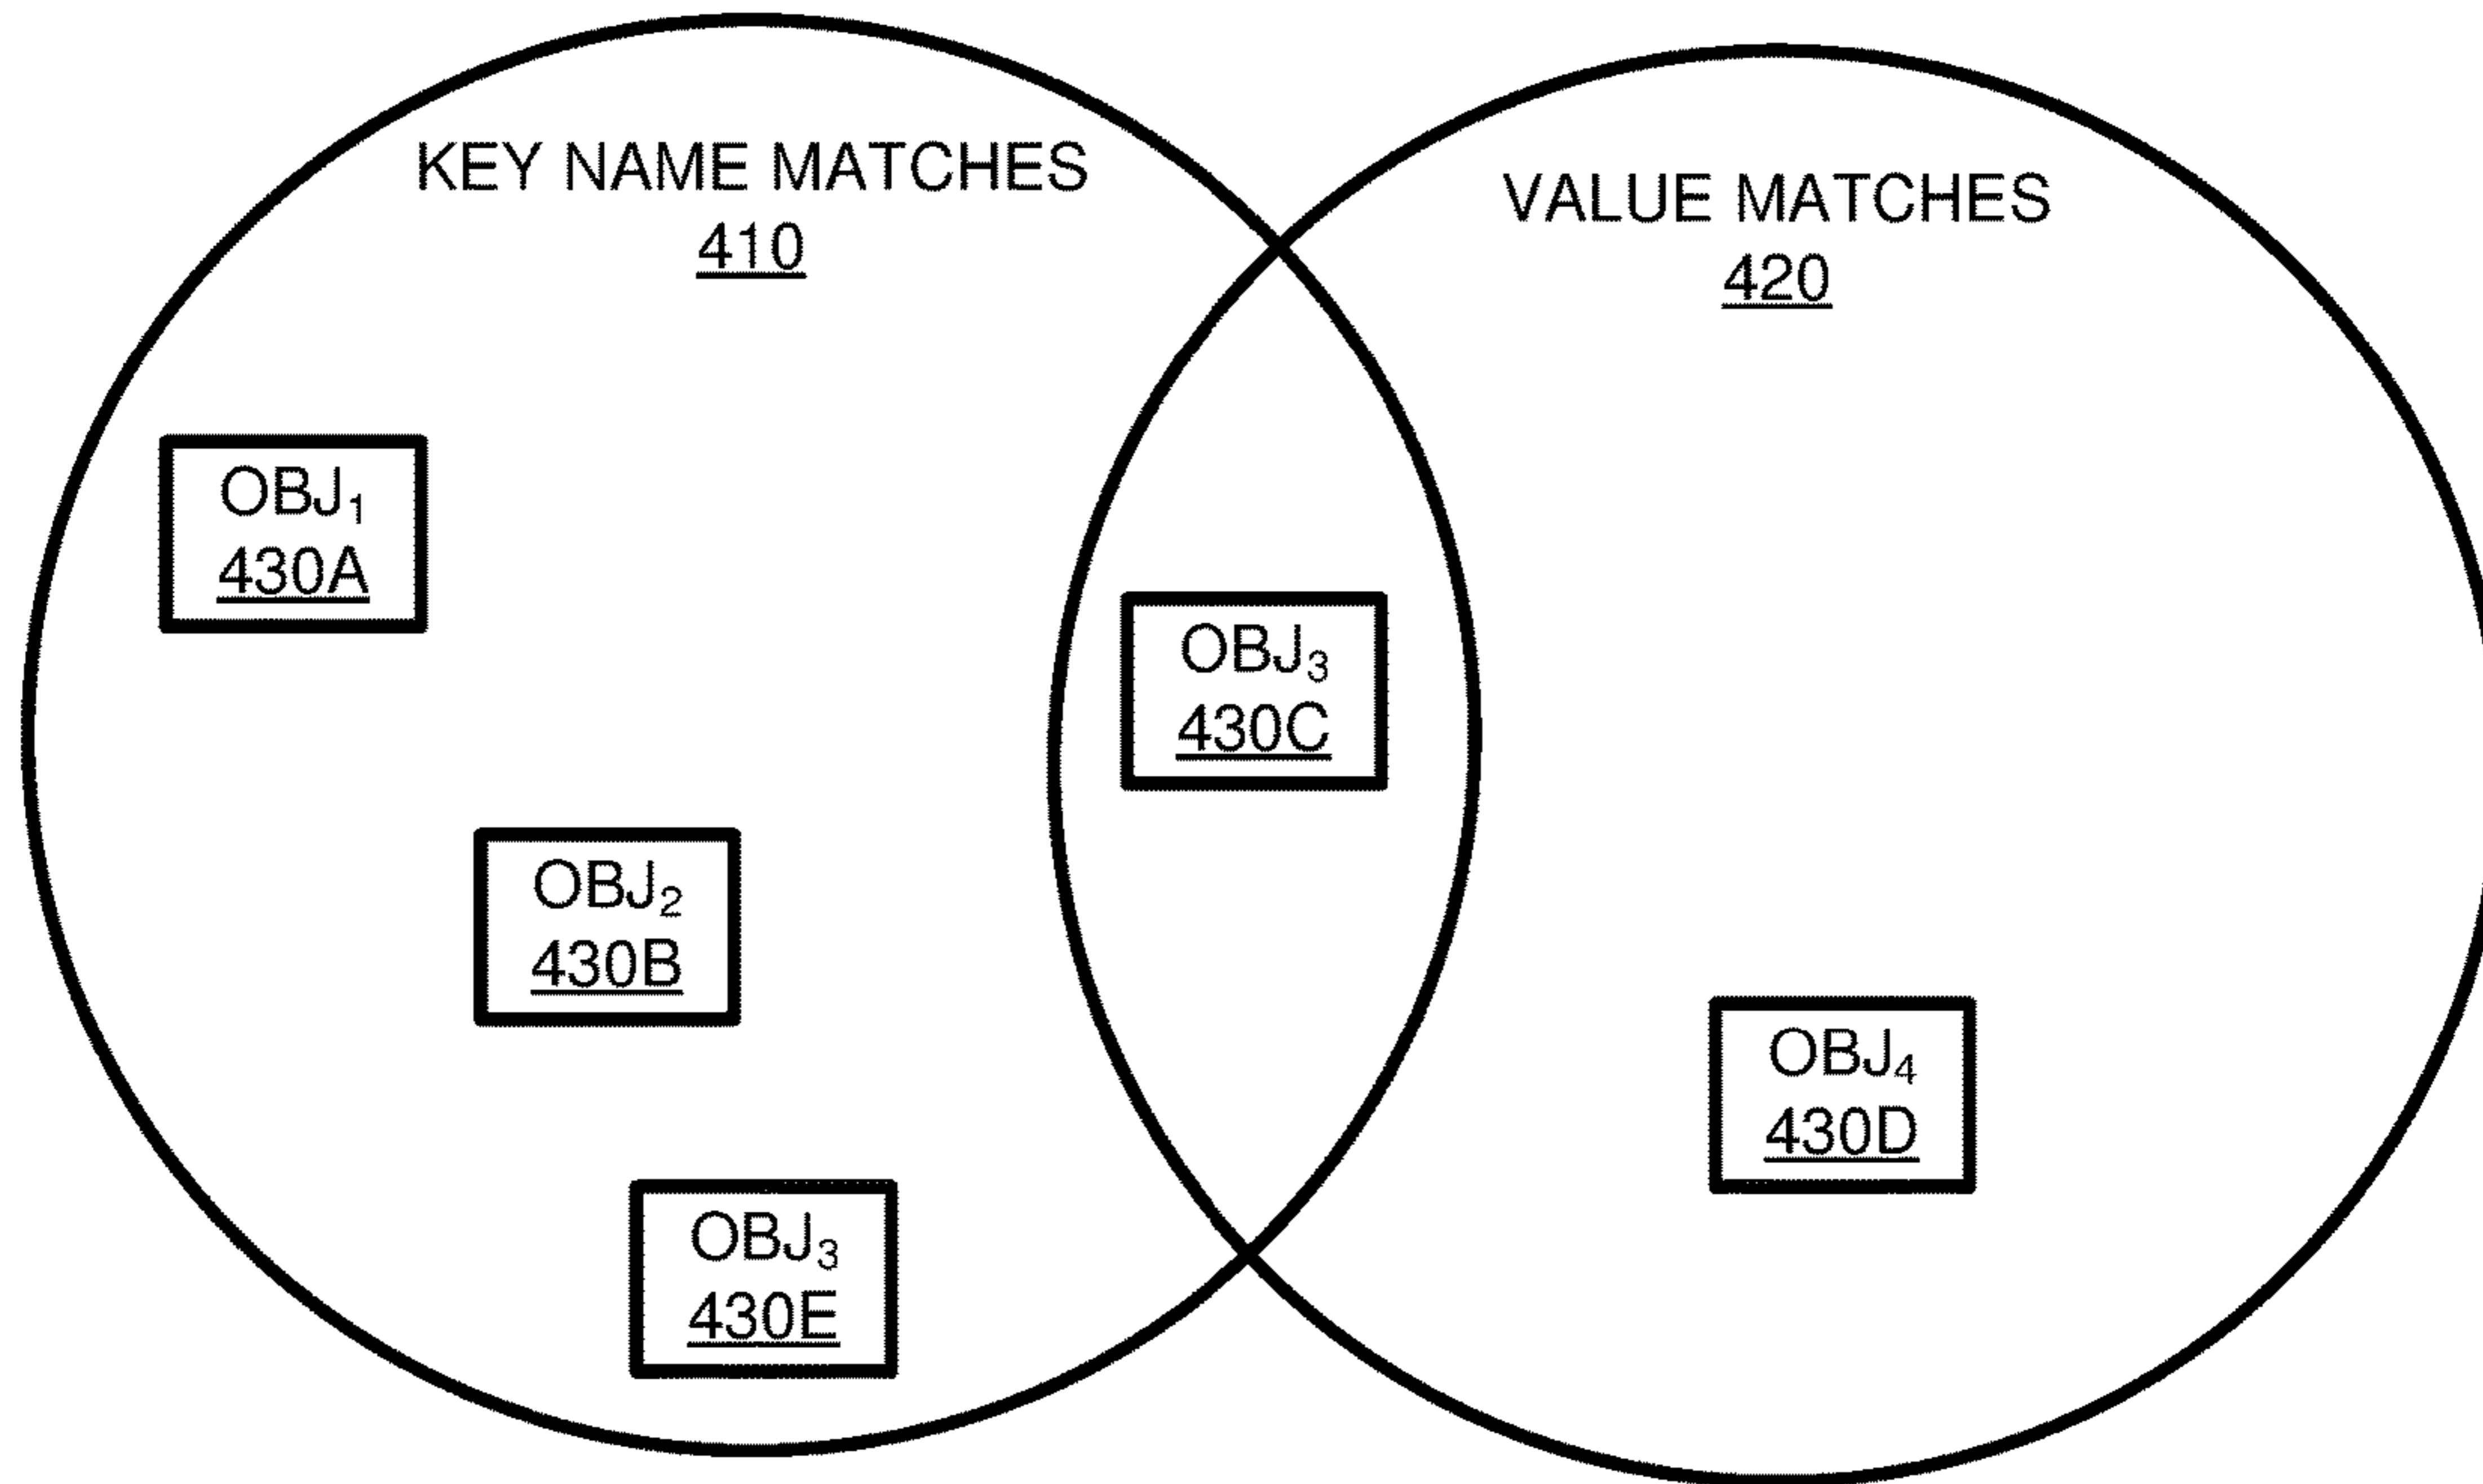 KEY NAME MATCHES
410
VALUE MATCHES
420
OBJ₁
430A
OBJ₃
430C
OBJ₂
430B
OBJ₄
430D
OBJ₃
430E